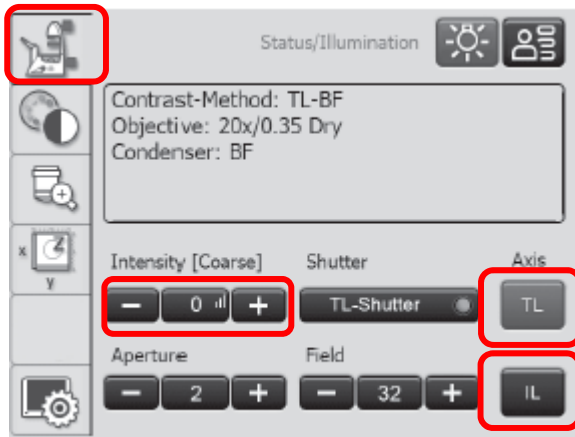 Status/Illumination
Contrast-Method: TL-BF
Objective: 20x/0.35 Dry
Condenser: BF
x
y
Intensity [Coarse]
Shutter
Axis
− 0 +
TL-Shutter
TL
Aperture
Field
− 2 +
− 32 +
IL